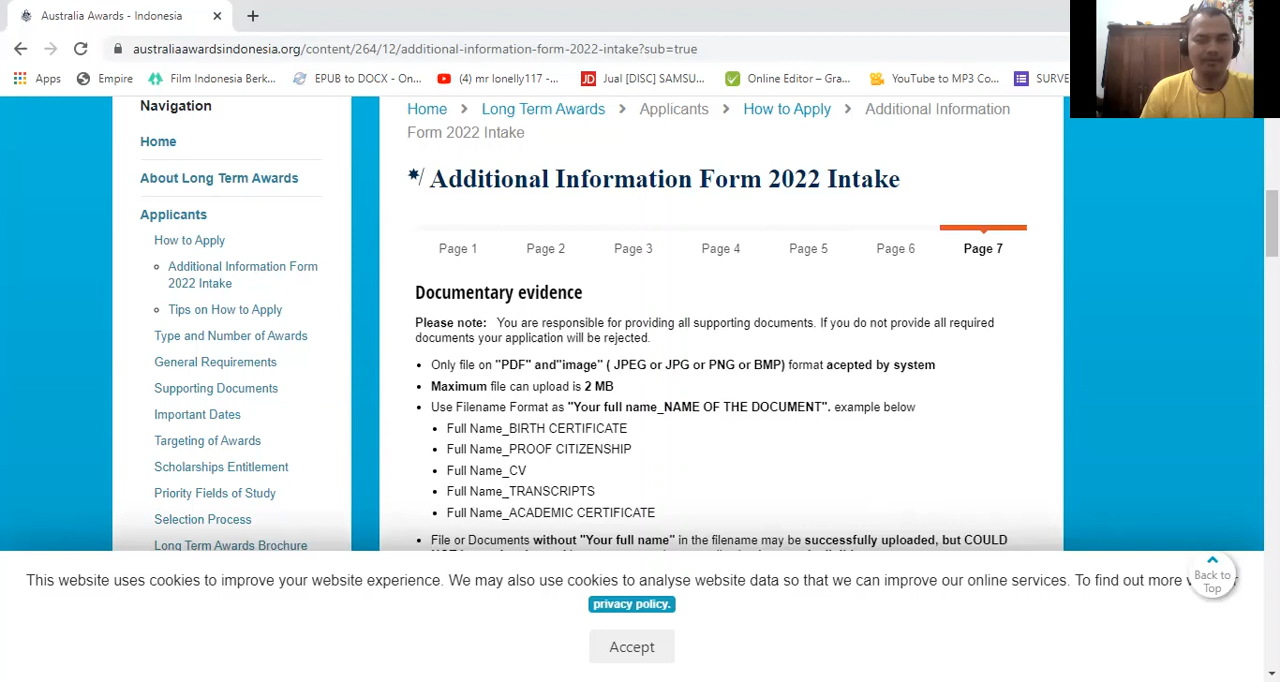 Australia Awards - Indonesia
australiaawardsindonesia.org/content/264/12/additional-information-form-2022-intake?sub=true
Apps
Empire
Film Indonesia Berk...
EPUB to DOCX - On...
(4) mr lonelly117 -...
JD
Jual [DISC] SAMSU...
Online Editor – Gra...
YouTube to MP3 Co...
SURVE
Navigation
Home
About Long Term Awards
Applicants
How to Apply
Additional Information Form
2022 Intake
Tips on How to Apply
Type and Number of Awards
General Requirements
Supporting Documents
Important Dates
Targeting of Awards
Scholarships Entitlement
Priority Fields of Study
Selection Process
Long Term Awards Brochure
Home > Long Term Awards > Applicants > How to Apply > Additional Information
Form 2022 Intake
Additional Information Form 2022 Intake
Page 1 Page 2 Page 3 Page 4 Page 5 Page 6 Page 7
Documentary evidence
Please note: You are responsible for providing all supporting documents. If you do not provide all required
documents your application will be rejected.
Only file on "PDF" and"image" ( JPEG or JPG or PNG or BMP) format acepted by system
Maximum file can upload is 2 MB
Use Filename Format as "Your full name_NAME OF THE DOCUMENT". example below
Full Name_BIRTH CERTIFICATE
Full Name_PROOF CITIZENSHIP
Full Name_CV
Full Name_TRANSCRIPTS
Full Name_ACADEMIC CERTIFICATE
File or Documents without "Your full name" in the filename may be successfully uploaded, but COULD
This website uses cookies to improve your website experience. We may also use cookies to analyse website data so that we can improve our online services. To find out more
privacy policy.
Accept
Back to
Top